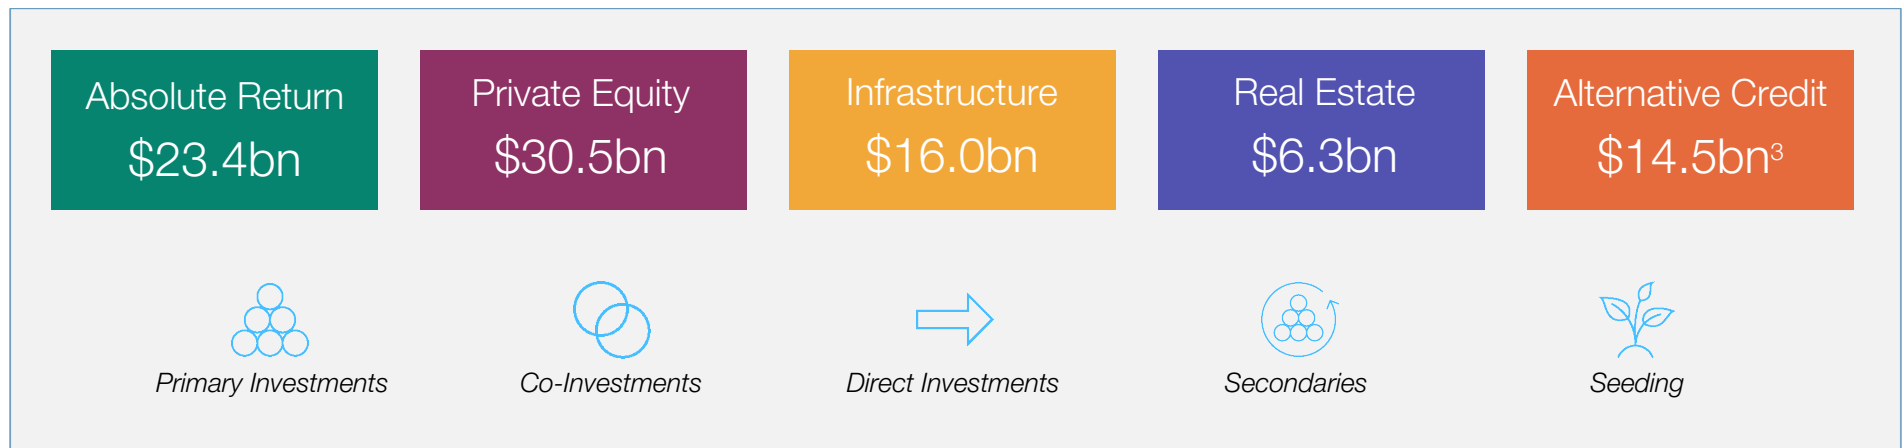 Absolute Return
$23.4bn
Private Equity
$30.5bn
Infrastructure
$16.0bn
Real Estate
$6.3bn
Alternative Credit
$14.5bn³
Primary Investments
Co-Investments
Direct Investments
Secondaries
Seeding